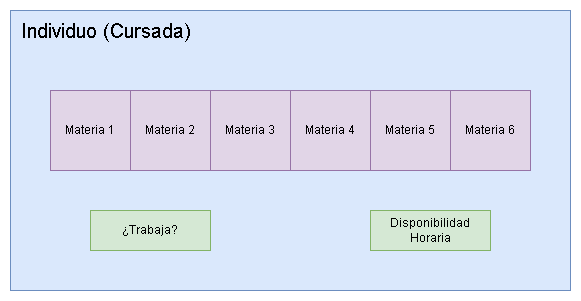 Individuo (Cursada)
Materia 1 Materia 2 Materia 3 Materia 4 Materia 5 Materia 6
¿Trabaja?
Disponibilidad
Horaria